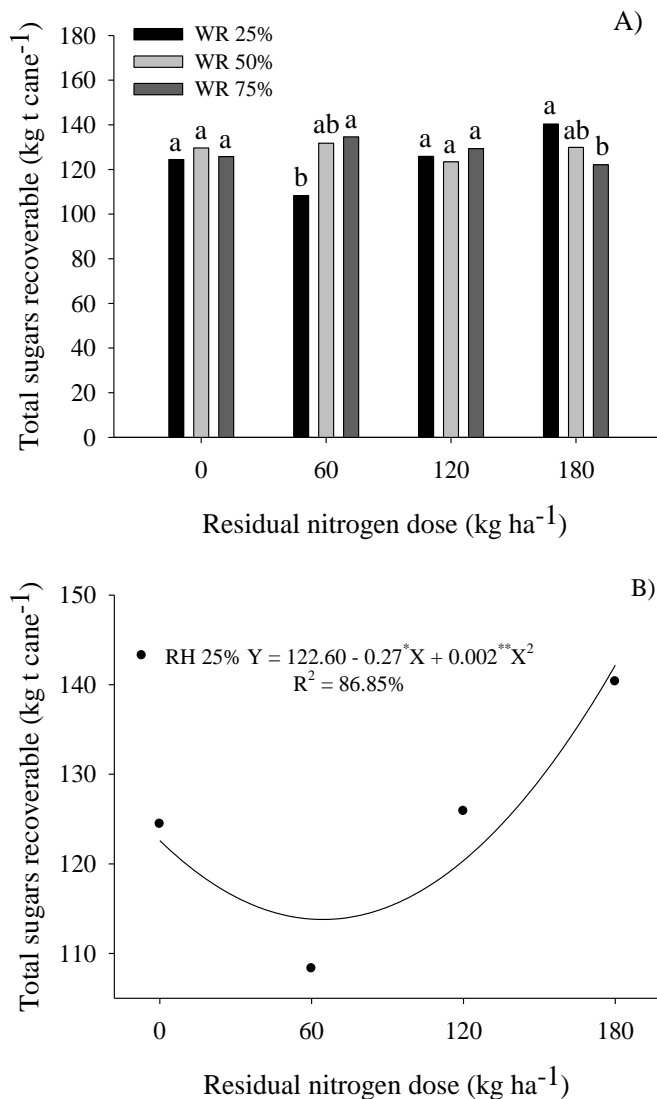 A)
180
160
140
120
100
80
60
40
20
0
Total sugars recoverable (kg t cane⁻¹)
WR 25%
WR 50%
WR 75%
a a a
b ab a
a a a
a ab b
0 60 120 180
Residual nitrogen dose (kg ha⁻¹)
B)
150
140
130
120
110
Total sugars recoverable (kg t cane⁻¹)
RH 25% Y = 122.60 - 0.27*X + 0.002**X²
R² = 86.85%
0 60 120 180
Residual nitrogen dose (kg ha⁻¹)